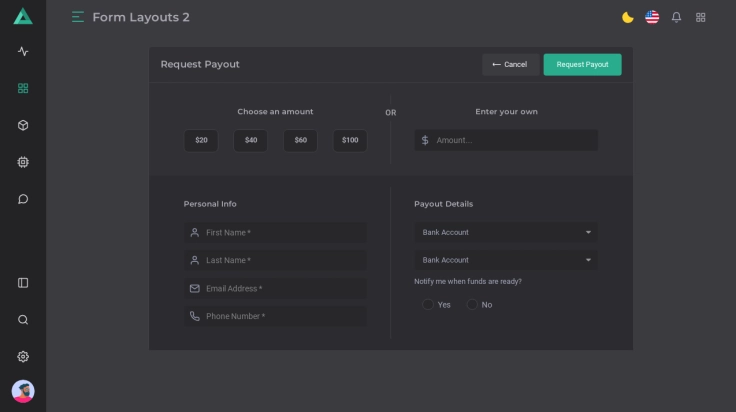 Form Layouts 2
Request Payout
← Cancel
Request Payout
Choose an amount
OR
Enter your own
$20
$40
$60
$100
$ Amount...
Personal Info
Payout Details
First Name *
Bank Account
Last Name *
Bank Account
Email Address *
Notify me when funds are ready?
Phone Number *
Yes
No